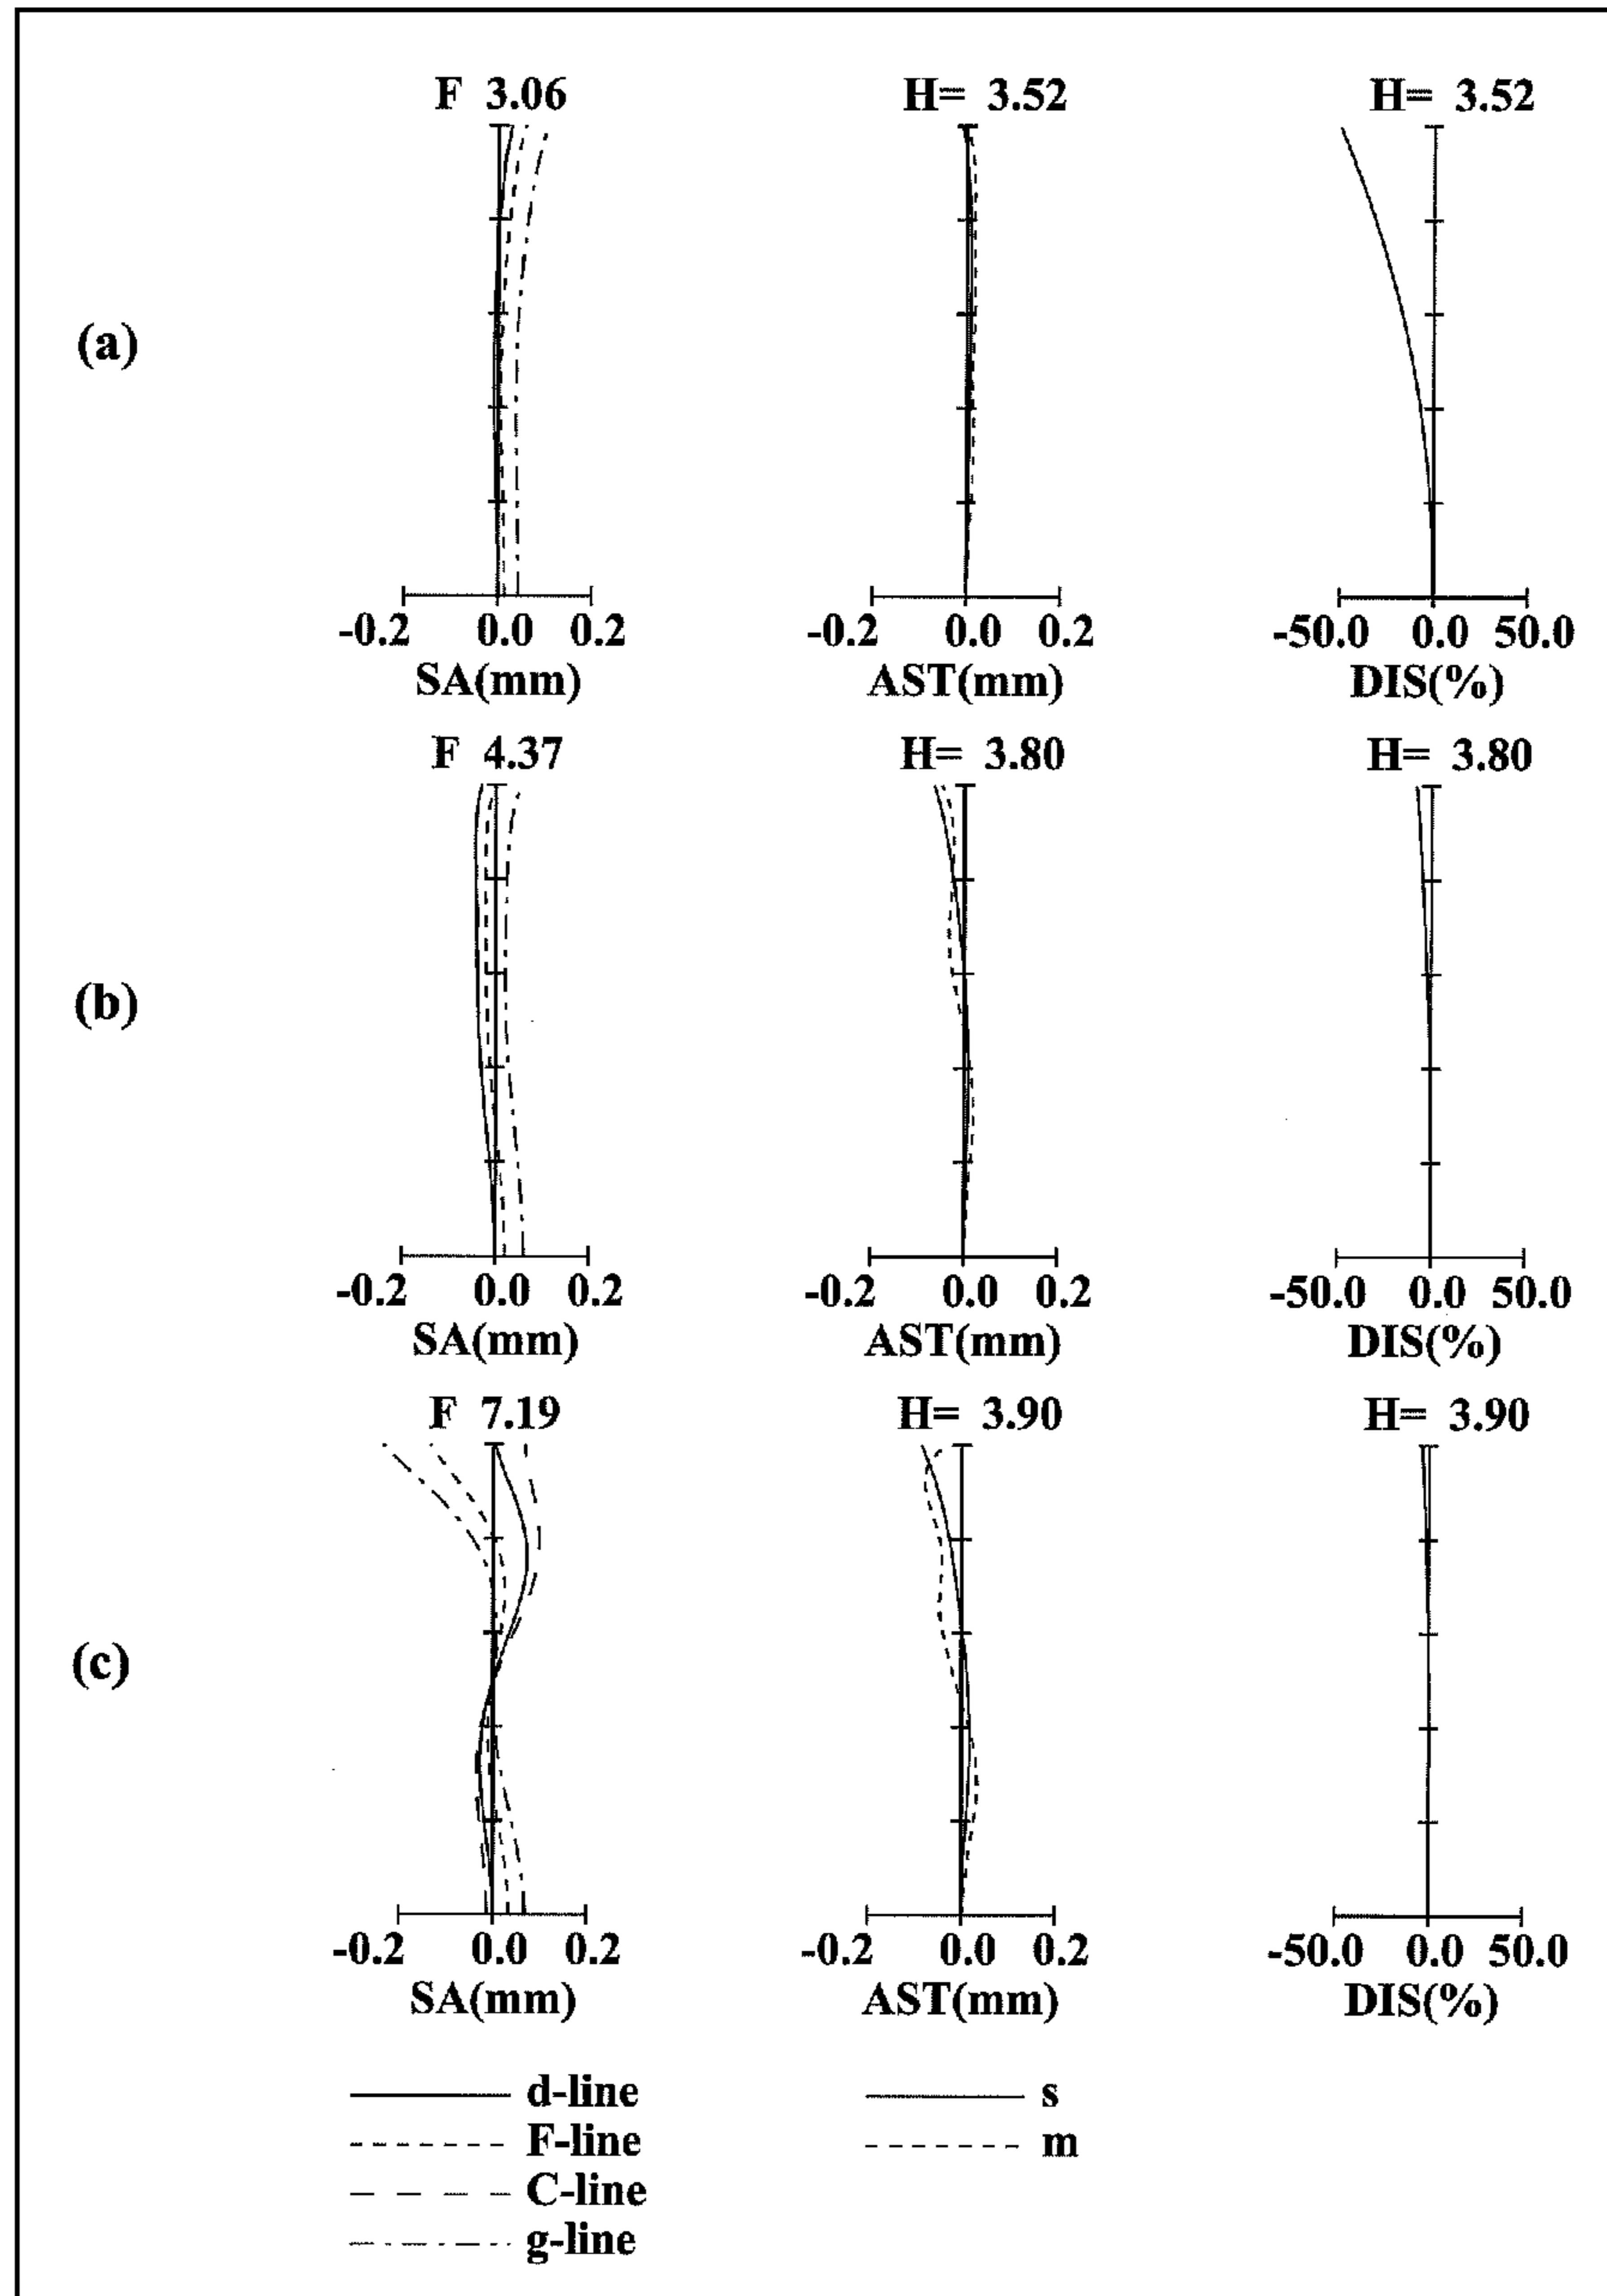 F 3.06 H= 3.52 H= 3.52
(a)
-0.2 0.0 0.2 -0.2 0.0 0.2 -50.0 0.0 50.0
SA(mm) AST(mm) DIS(%)
F 4.37 H= 3.80 H= 3.80
(b)
-0.2 0.0 0.2 -0.2 0.0 0.2 -50.0 0.0 50.0
SA(mm) AST(mm) DIS(%)
F 7.19 H= 3.90 H= 3.90
(c)
-0.2 0.0 0.2 -0.2 0.0 0.2 -50.0 0.0 50.0
SA(mm) AST(mm) DIS(%)
d-line s
F-line m
C-line
g-line